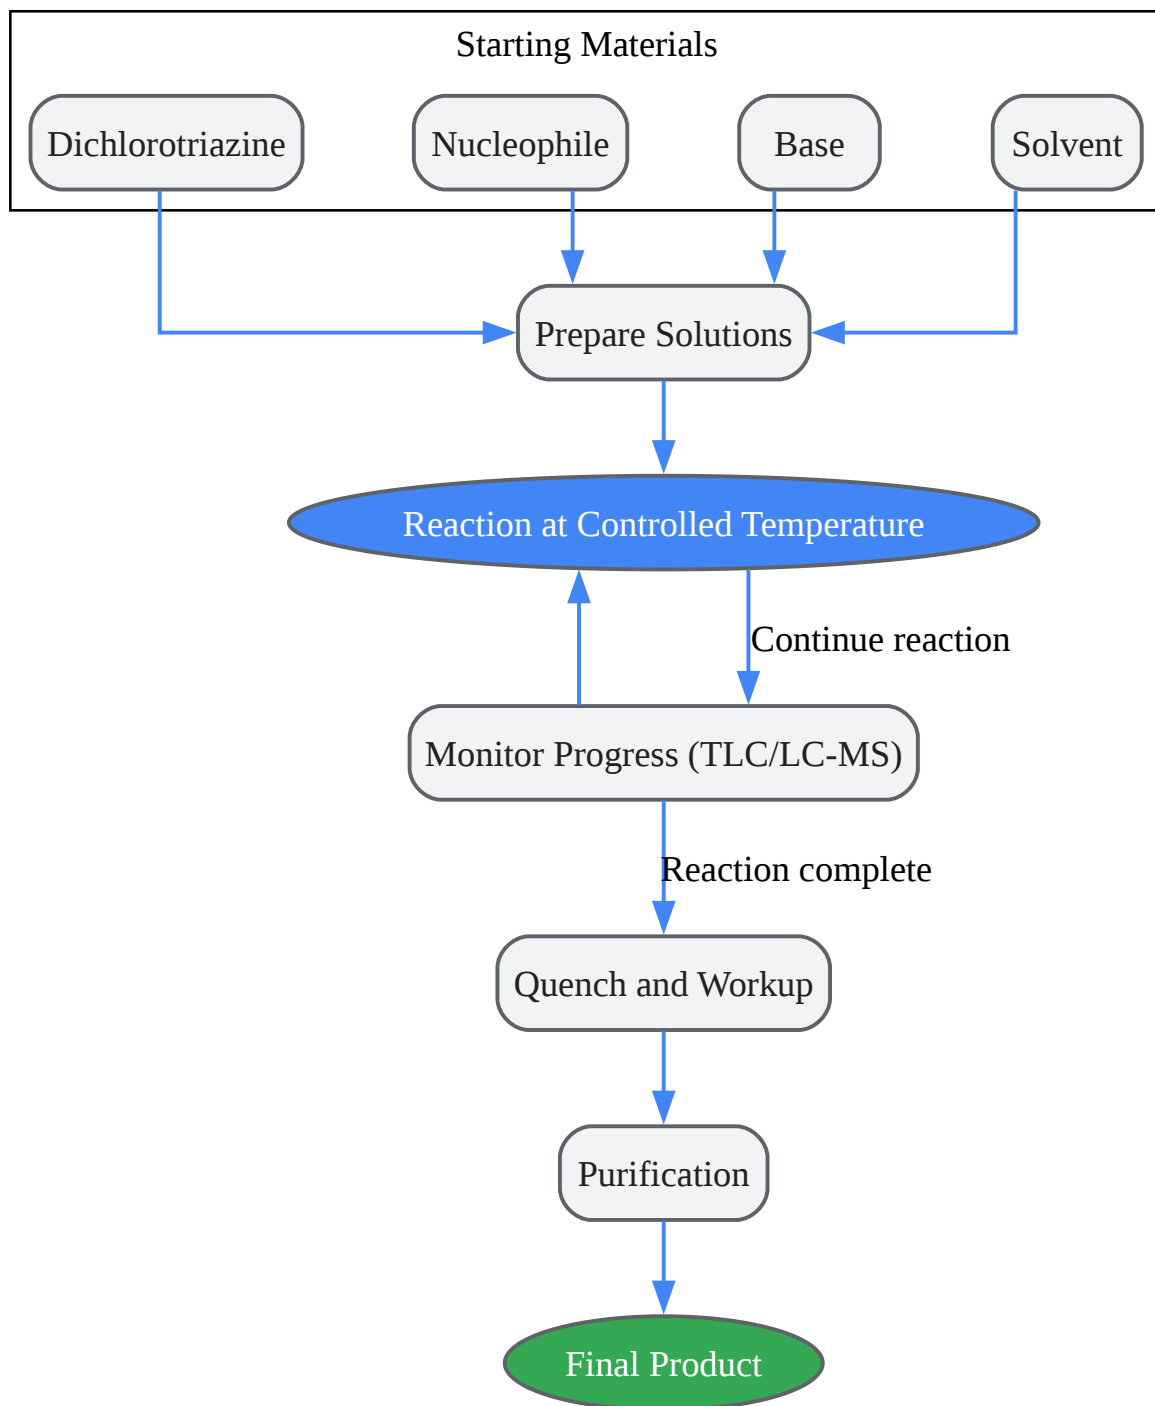 Starting Materials
Dichlorotriazine
Nucleophile
Base
Solvent
Prepare Solutions
Reaction at Controlled Temperature
Continue reaction
Monitor Progress (TLC/LC-MS)
Reaction complete
Quench and Workup
Purification
Final Product